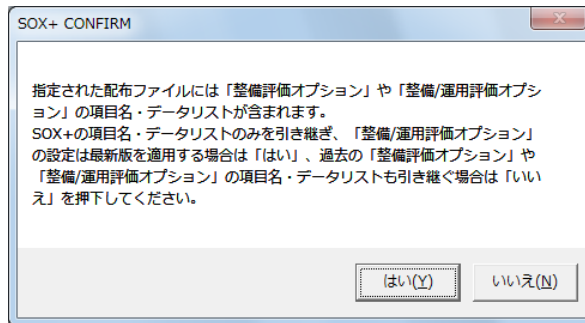 SOX+ CONFIRM
指定された配布ファイルには「整備評価オプション」や「整備/運用評価オプシ
ョン」の項目名・データリストが含まれます。
SOX+の項目名・データリストのみを引き継ぎ、「整備/運用評価オプション」
の設定は最新版を適用する場合は「はい」、過去の「整備評価オプション」や
「整備/運用評価オプション」の項目名・データリストも引き継ぐ場合は「いい
え」を押下してください。
はい(Y)
いいえ(N)